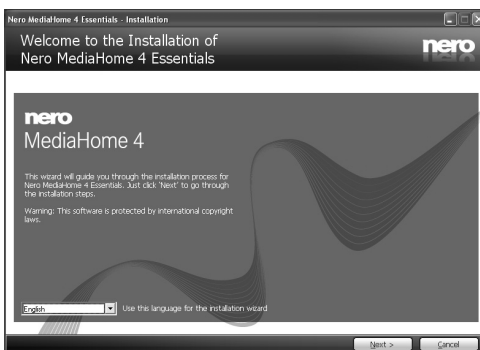 Nero MediaHome 4 Essentials - Installation
Welcome to the Installation of
Nero MediaHome 4 Essentials
nero
nero
MediaHome 4
This wizard will guide you through the installation process for
Nero MediaHome 4 Essentials. Just click 'Next' to go through
the installation steps.
Warning: This software is protected by international copyright
laws.
English
Use this language for the installation wizard
Next >
Cancel